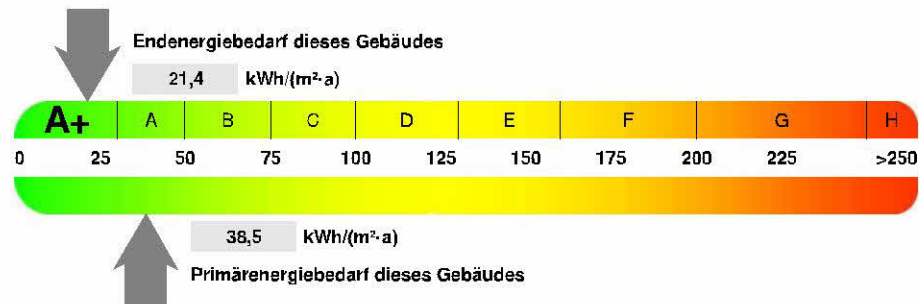 Endenergiebedarf dieses Gebäudes
21,4 kWh/(m²·a)
A+ A B C D E F G H
0 25 50 75 100 125 150 175 200 225 >250
38,5 kWh/(m²·a)
Primärenergiebedarf dieses Gebäudes